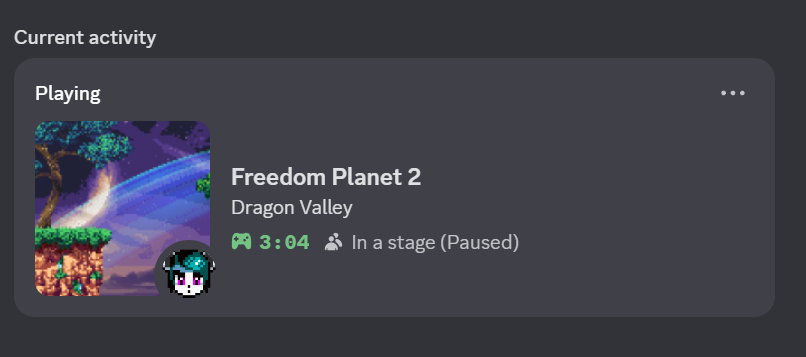 Current activity
Playing
Freedom Planet 2
Dragon Valley
3:04 In a stage (Paused)